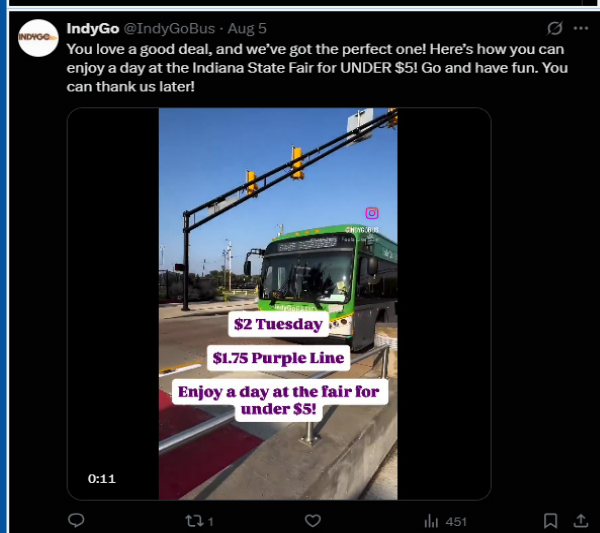 IndyGo @IndyGoBus · Aug 5
INDYGO
You love a good deal, and we've got the perfect one! Here's how you can
enjoy a day at the Indiana State Fair for UNDER $5! Go and have fun. You
can thank us later!
@INDYGOBUS
$2 Tuesday
$1.75 Purple Line
Enjoy a day at the fair for
under $5!
0:11
1
451